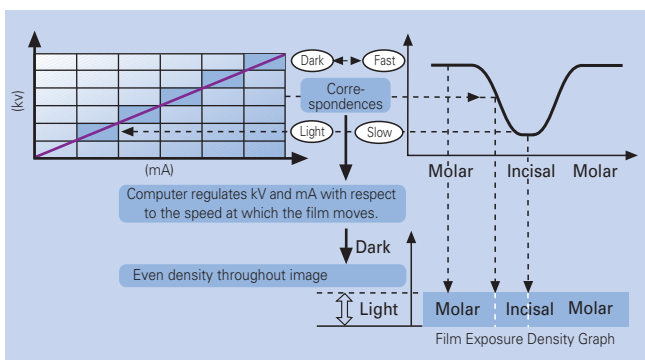 Dark
Fast
(kv)
Corre-
spondences
Light
Slow
(mA)
Molar Incisal Molar
Computer regulates kV and mA with respect
to the speed at which the film moves.
Dark
Even density throughout image
Light
Molar Incisal Molar
Film Exposure Density Graph